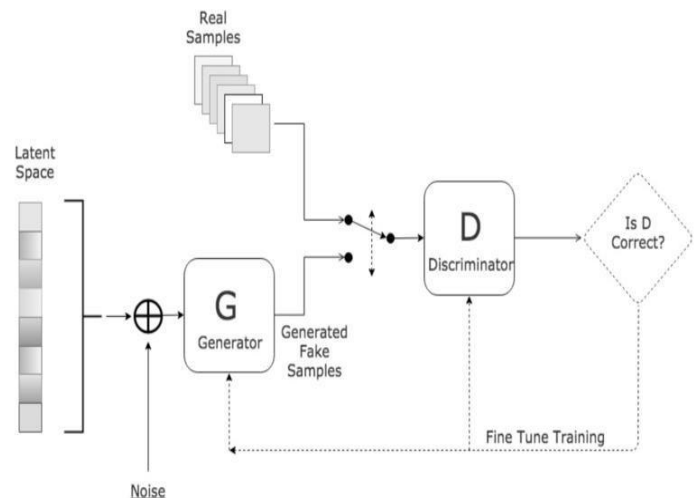 Real
Samples
Latent
Space
Is D
Correct?
D
Discriminator
G
Generator
Generated
Fake
Samples
Fine Tune Training
Noise